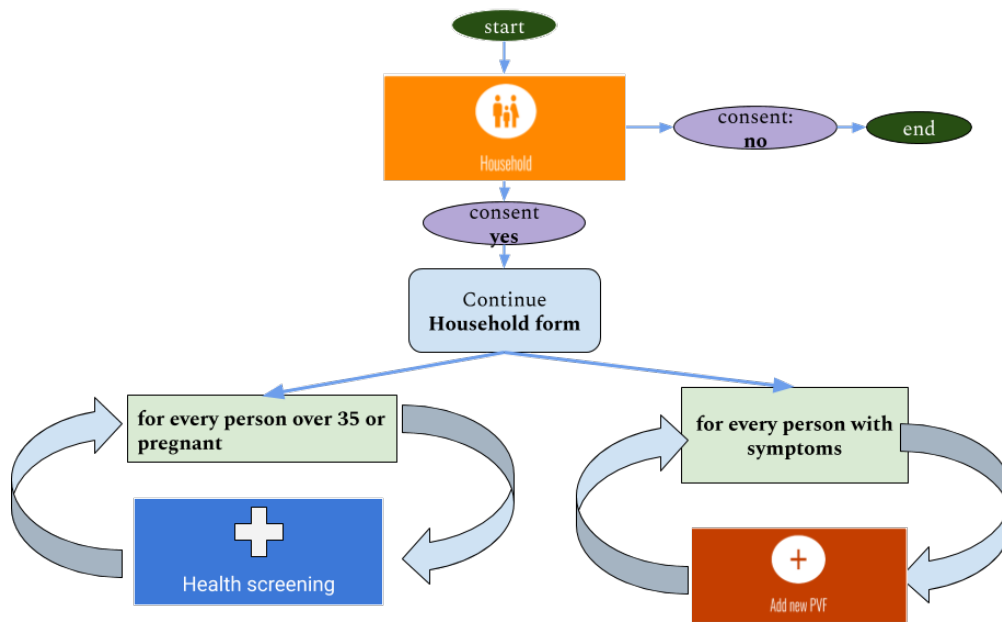 start
Household
consent:
no
end
consent
yes
Continue
Household form
for every person over 35 or
pregnant
for every person with
symptoms
Health screening
Add new PVF